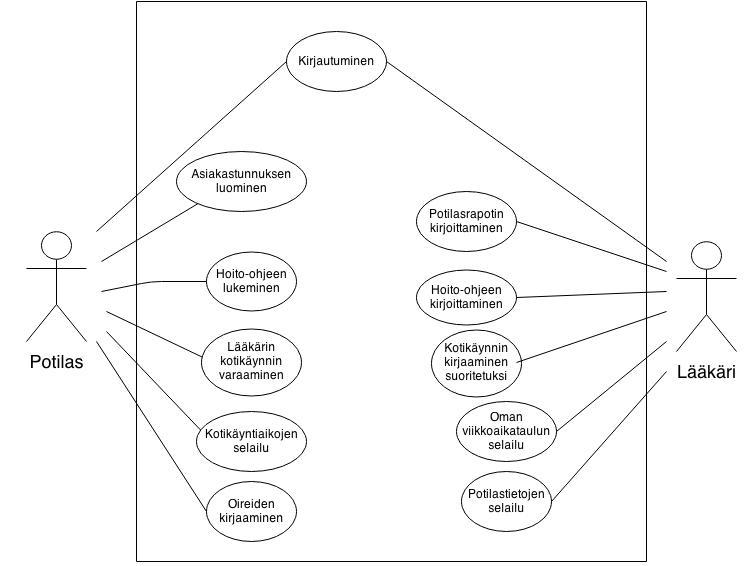 Kirjautuminen
Asiakastunnuksen
luominen
Potilasrapotin
kirjoittaminen
Hoito-ohjeen
lukeminen
Hoito-ohjeen
kirjoittaminen
Lääkärin
kotikäynnin
varaaminen
Kotikäynnin
kirjaaminen
suoritetuksi
Potilas
Lääkäri
Kotikäyntiaikojen
selailu
Oman
viikkoaikataulun
selailu
Oireiden
kirjaaminen
Potilastietojen
selailu